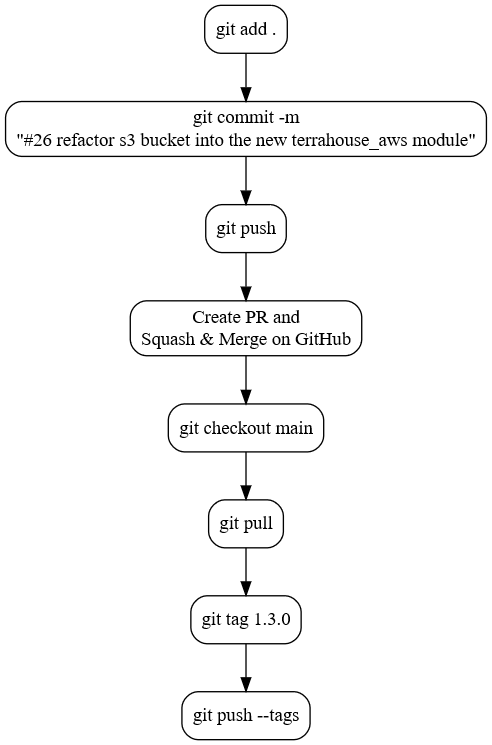 git add .
git commit -m
"#26 refactor s3 bucket into the new terrahouse_aws module"
git push
Create PR and
Squash & Merge on GitHub
git checkout main
git pull
git tag 1.3.0
git push --tags